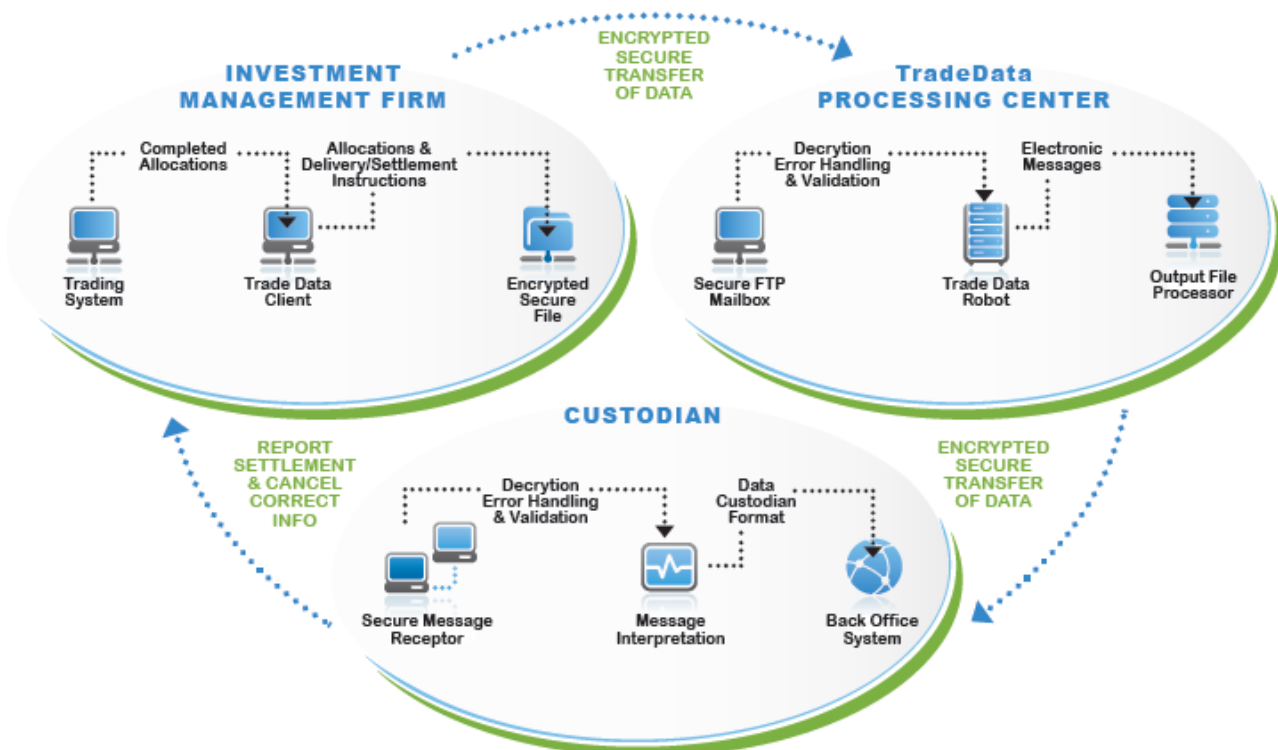 ENCRYPTED
SECURE
TRANSFER
OF DATA
INVESTMENT
MANAGEMENT FIRM
Completed
Allocations
Allocations &
Delivery/Settlement
Instructions
Trading
System
Trade Data
Client
Encrypted
Secure
File
TradeData
PROCESSING CENTER
Decrytion
Error Handling
& Validation
Electronic
Messages
Secure FTP
Mailbox
Trade Data
Robot
Output File
Processor
REPORT
SETTLEMENT
& CANCEL
CORRECT
INFO
CUSTODIAN
Decrytion
Error Handling
& Validation
Data
Custodian
Format
Secure Message
Receptor
Message
Interpretation
Back Office
System
ENCRYPTED
SECURE
TRANSFER
OF DATA